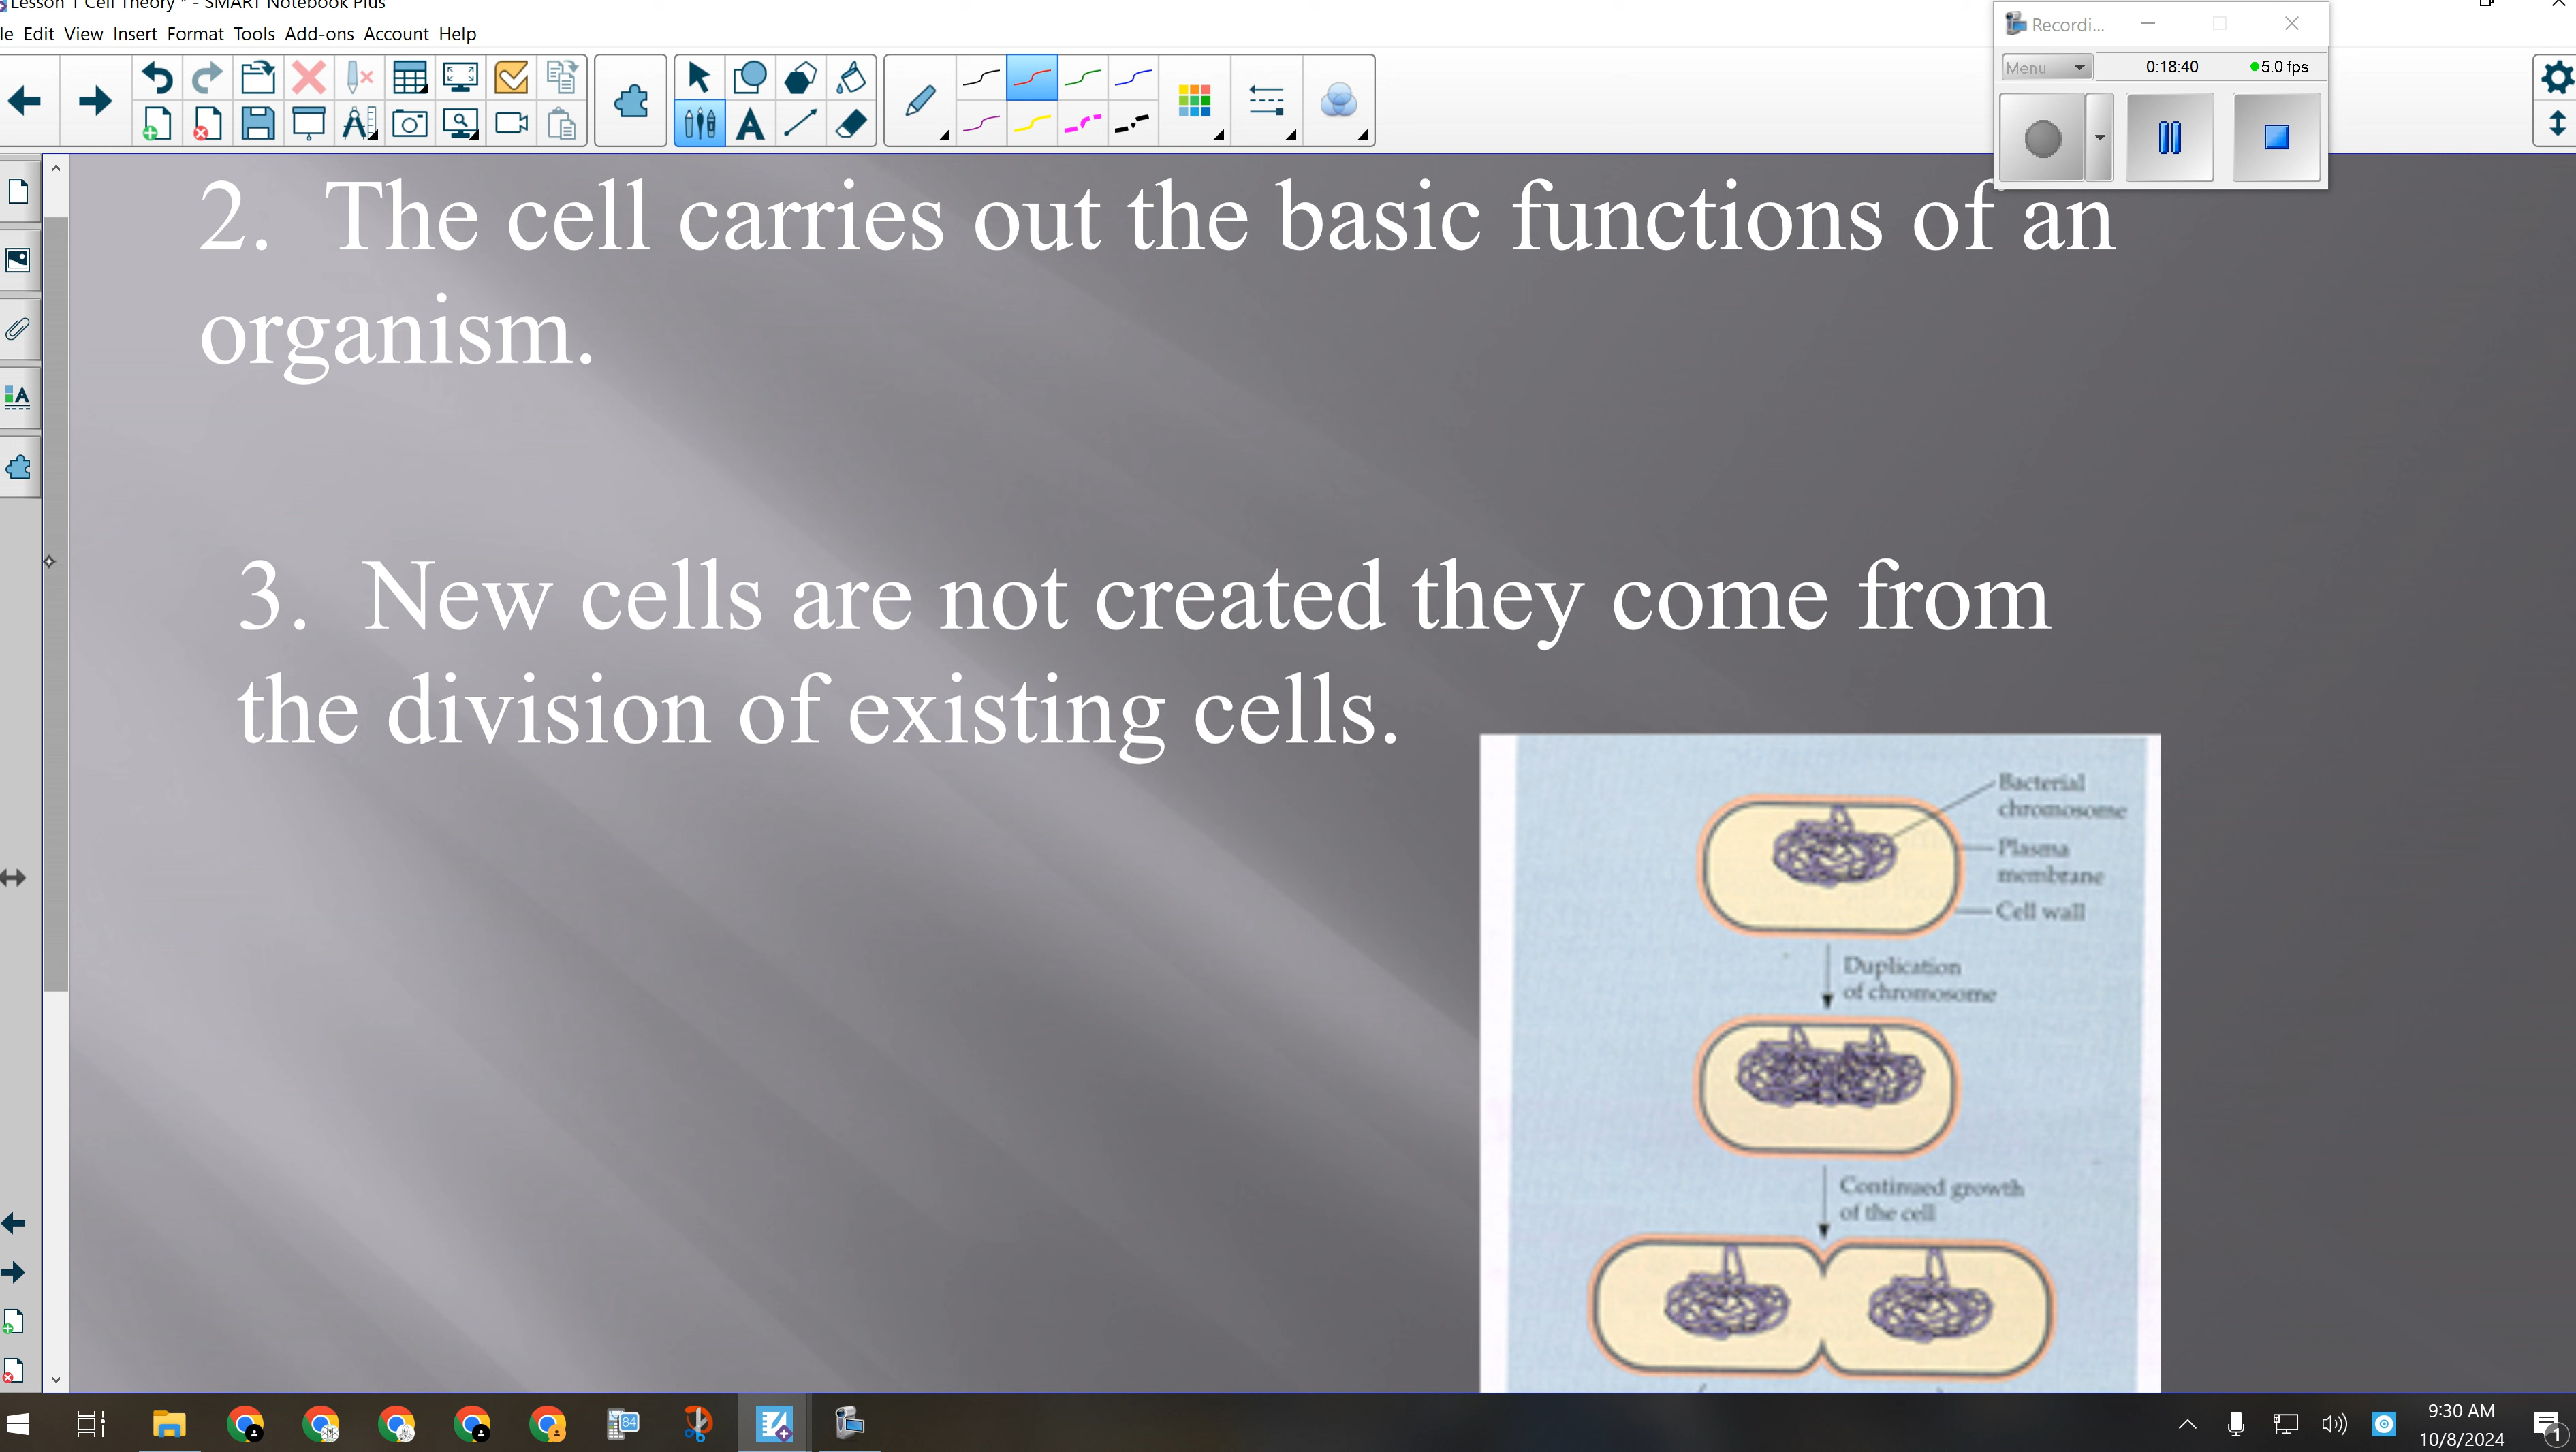 Lesson 1 Cell Theory * - SMART Notebook Plus
le Edit View Insert Format Tools Add-ons Account Help
Recordi...
Menu 0:18:40 5.0 fps
2. The cell carries out the basic functions of an
organism.
3. New cells are not created they come from
the division of existing cells.
Bacterial
chromosome
Plasma
membrane
Cell wall
Duplication
of chromosome
Continued growth
of the cell
84
9:30 AM
10/8/2024
1